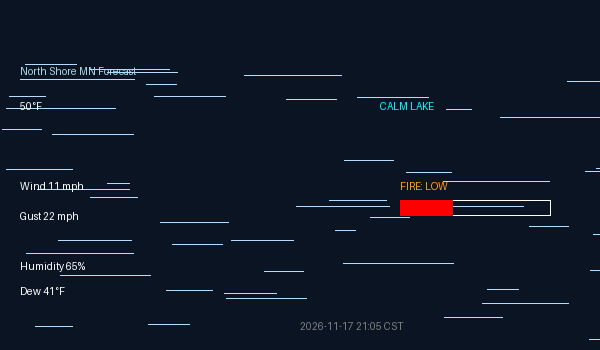 North Shore MN Forecast
50°F
CALM LAKE
Wind 11 mph
FIRE: LOW
Gust 22 mph
Humidity 65%
Dew 41°F
2026-11-17 21:05 CST